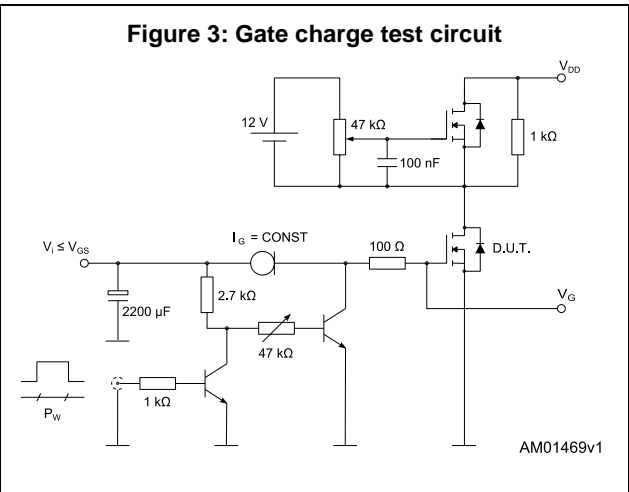 Figure 3: Gate charge test circuit
V_DD
12 V
47 kΩ
1 kΩ
100 nF
V_i ≤ V_GS
I_G = CONST
100 Ω
D.U.T.
2.7 kΩ
2200 μF
V_G
47 kΩ
1 kΩ
P_W
AM01469v1